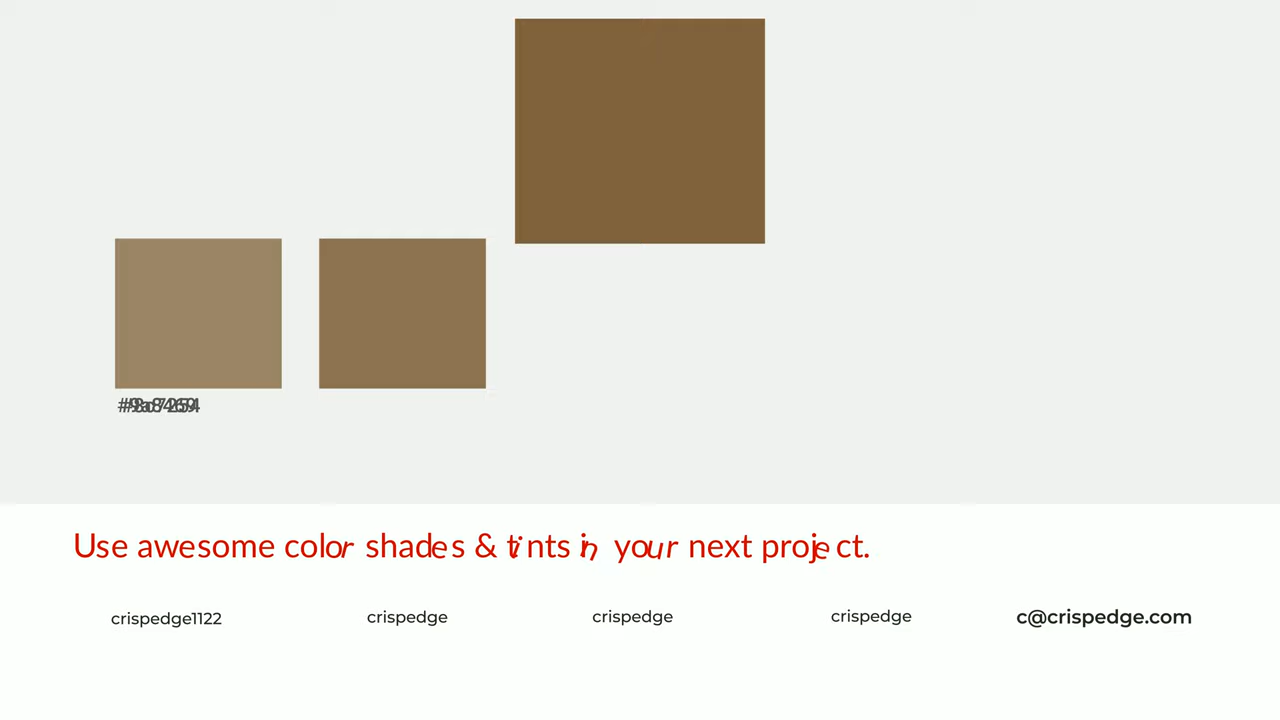 Use awesome color shades & tints in your next project.
crispedge1122 crispedge crispedge crispedge c@crispedge.com